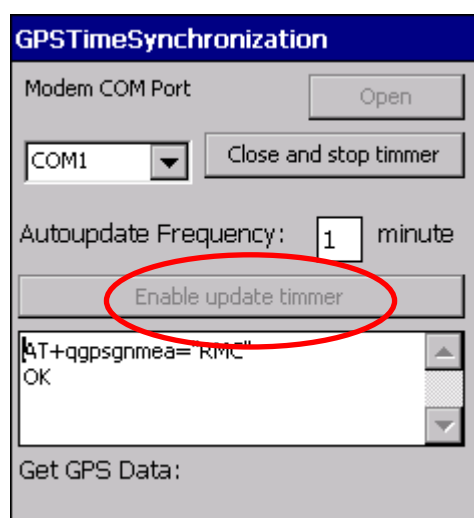 GPSTimeSynchronization
Modem COM Port
Open
COM1
Close and stop timmer
Autoupdate Frequency: 1 minute
Enable update timmer
AT+qgpsgnmea="RMC"
OK
Get GPS Data: